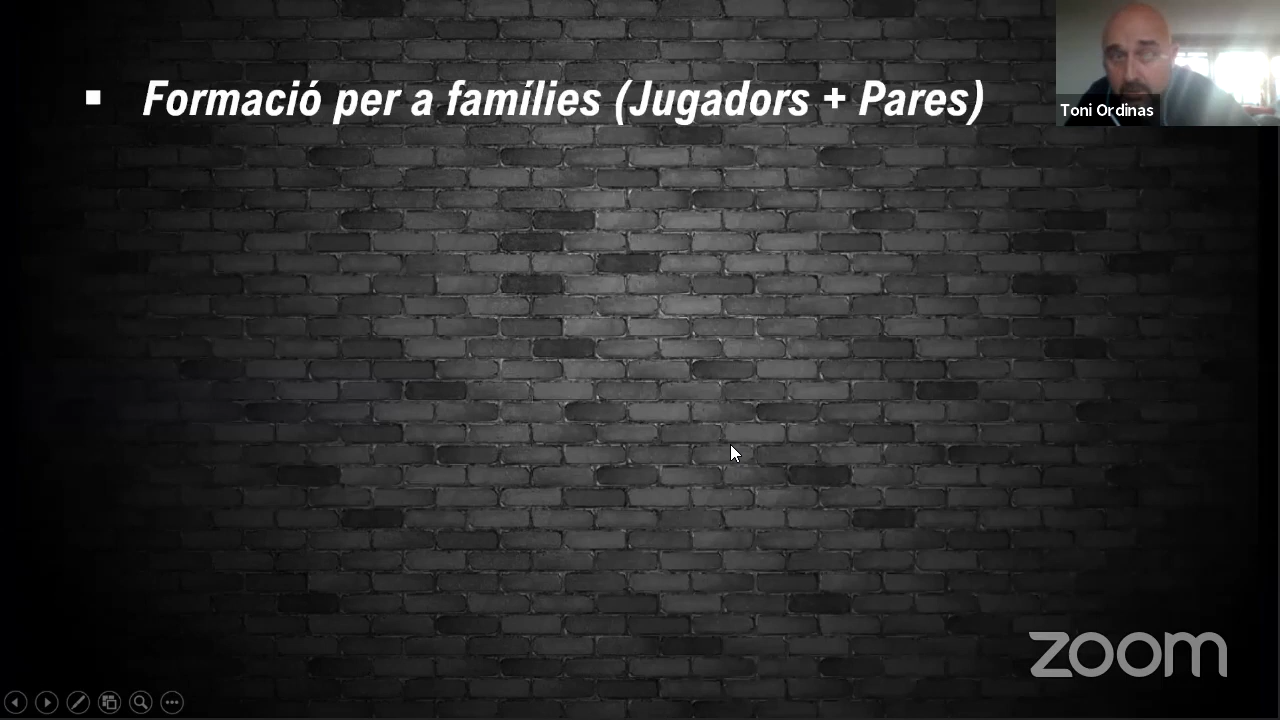 ▪ Formació per a famílies (Jugadors + Pares)
Toni Ordinas
zoom